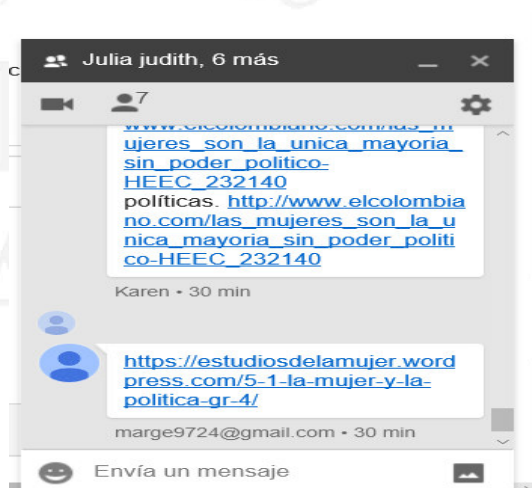 Julia judith, 6 más
7
www.elcolombiano.com/las_m
ujeres_son_la_unica_mayoria_
sin_poder_politico-
HEEC_232140
políticas. http://www.elcolombia
no.com/las_mujeres_son_la_u
nica_mayoria_sin_poder_politi
co-HEEC_232140
Karen • 30 min
https://estudiosdelamujer.word
press.com/5-1-la-mujer-y-la-
politica-gr-4/
marge9724@gmail.com • 30 min
Envía un mensaje